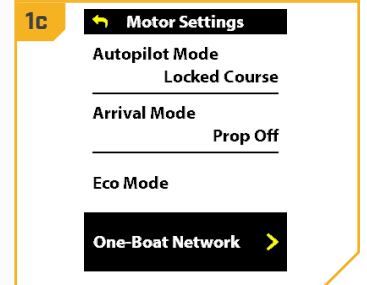 1c
Motor Settings
Autopilot Mode
Locked Course
Arrival Mode
Prop Off
Eco Mode
One-Boat Network